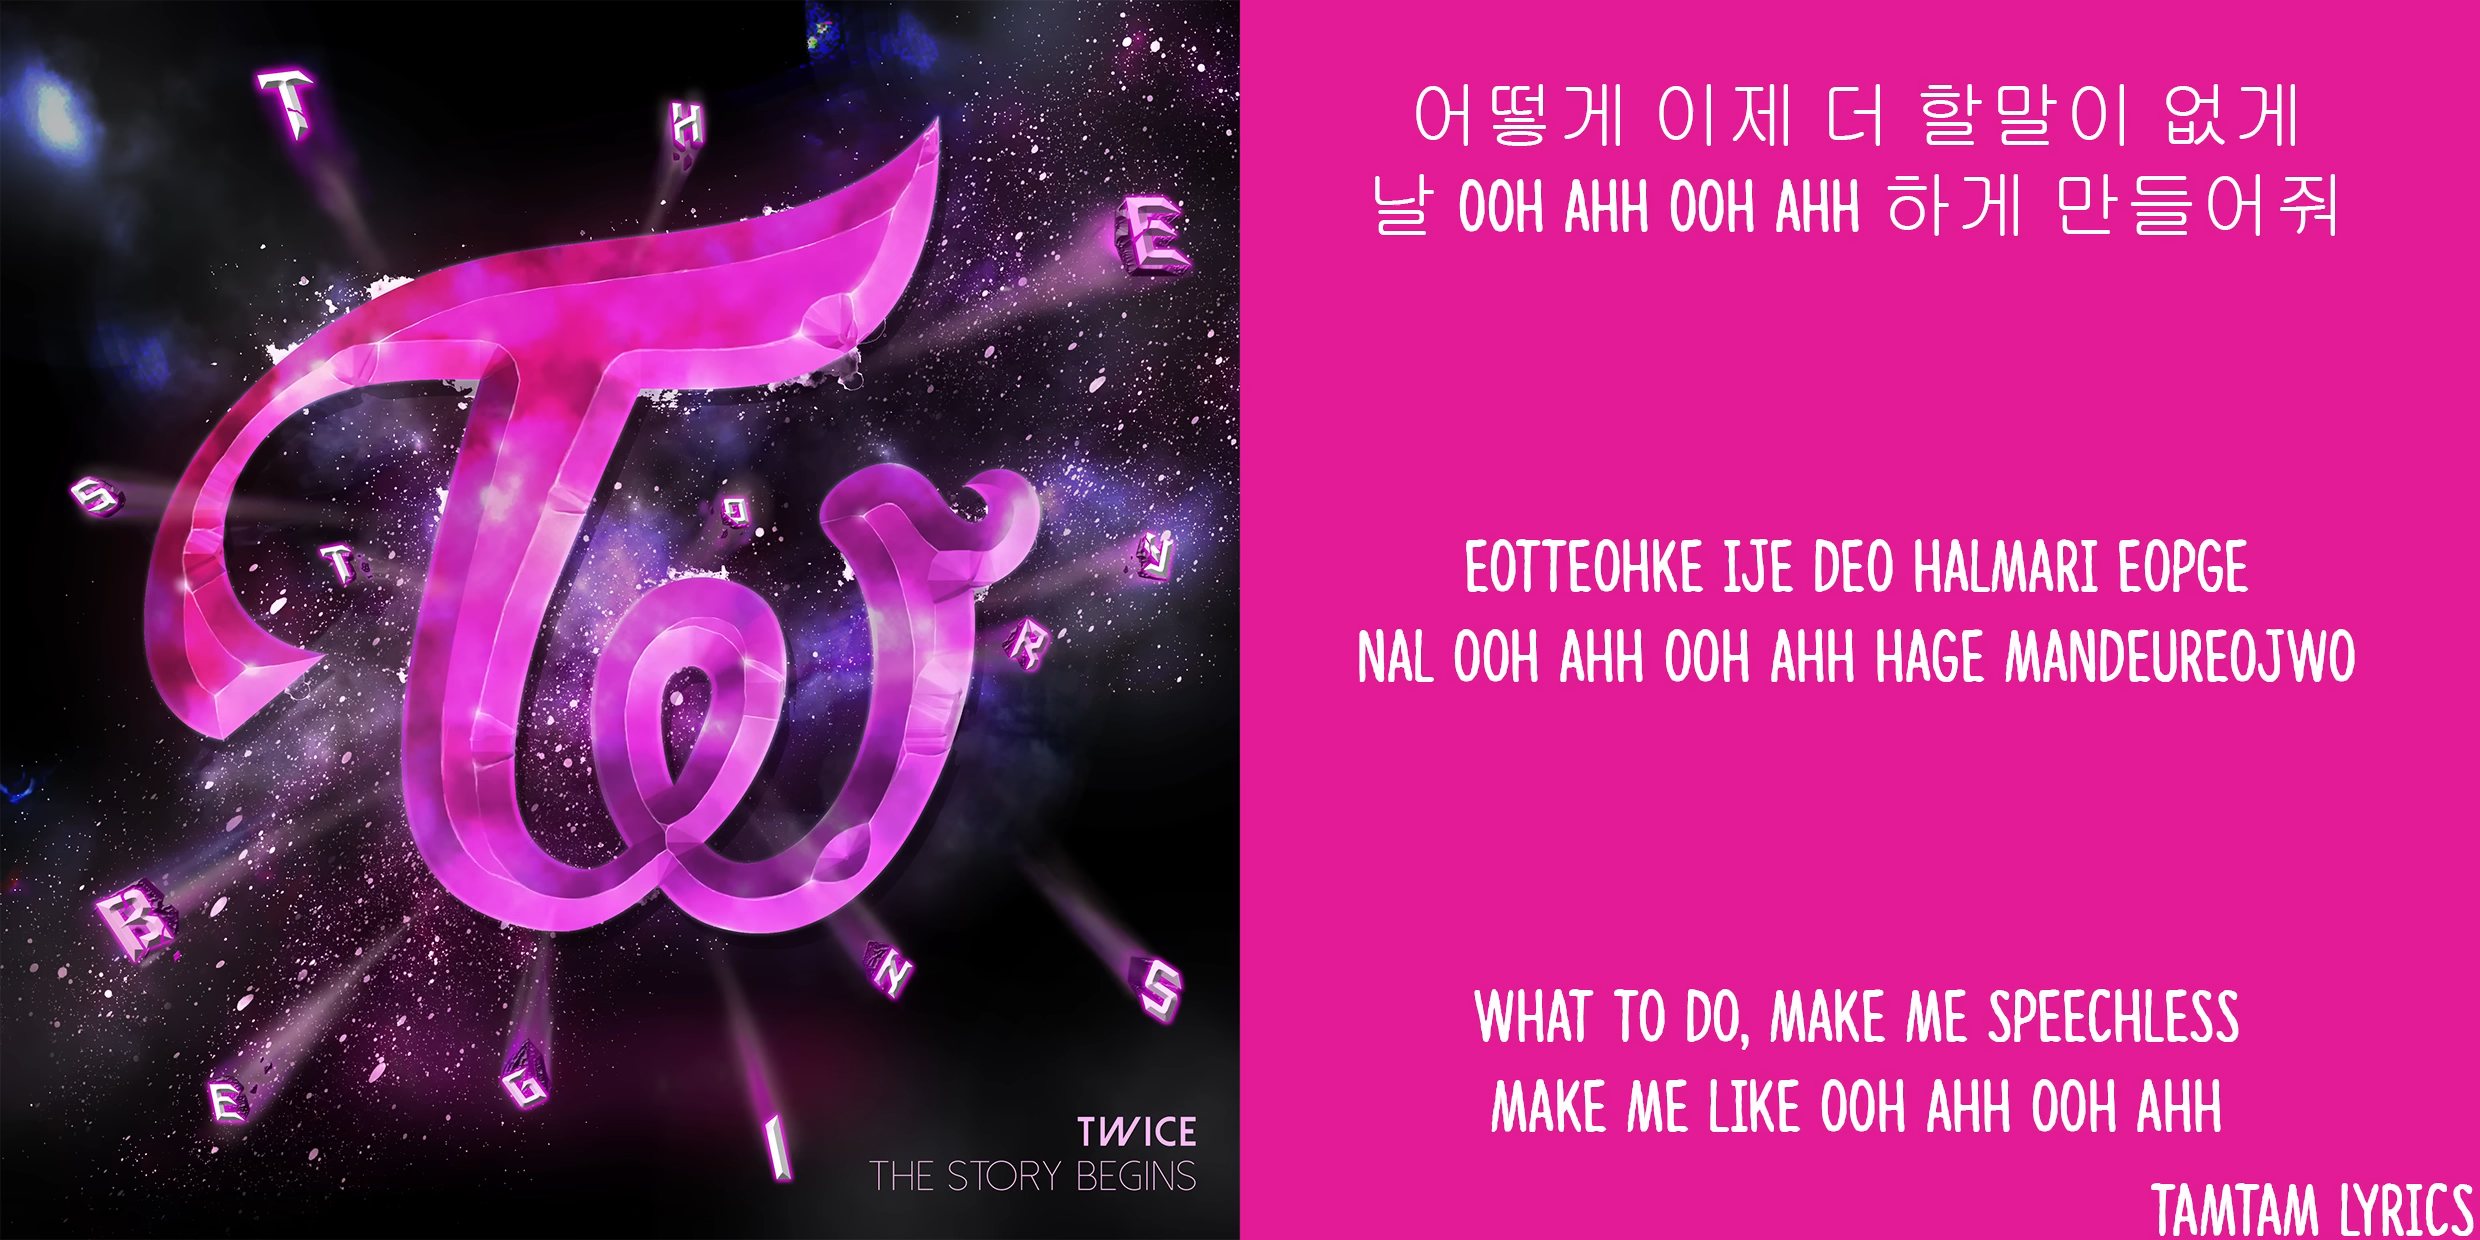 T H E
S T O R Y
B E G I N S
TWICE
THE STORY BEGINS
어떻게 이제 더 할말이 없게
날 OOH AHH OOH AHH 하게 만들어줘
EOTTEOHKE IJE DEO HALMARI EOPGE
NAL OOH AHH OOH AHH HAGE MANDEUREOJWO
WHAT TO DO, MAKE ME SPEECHLESS
MAKE ME LIKE OOH AHH OOH AHH
TAMTAM LYRICS